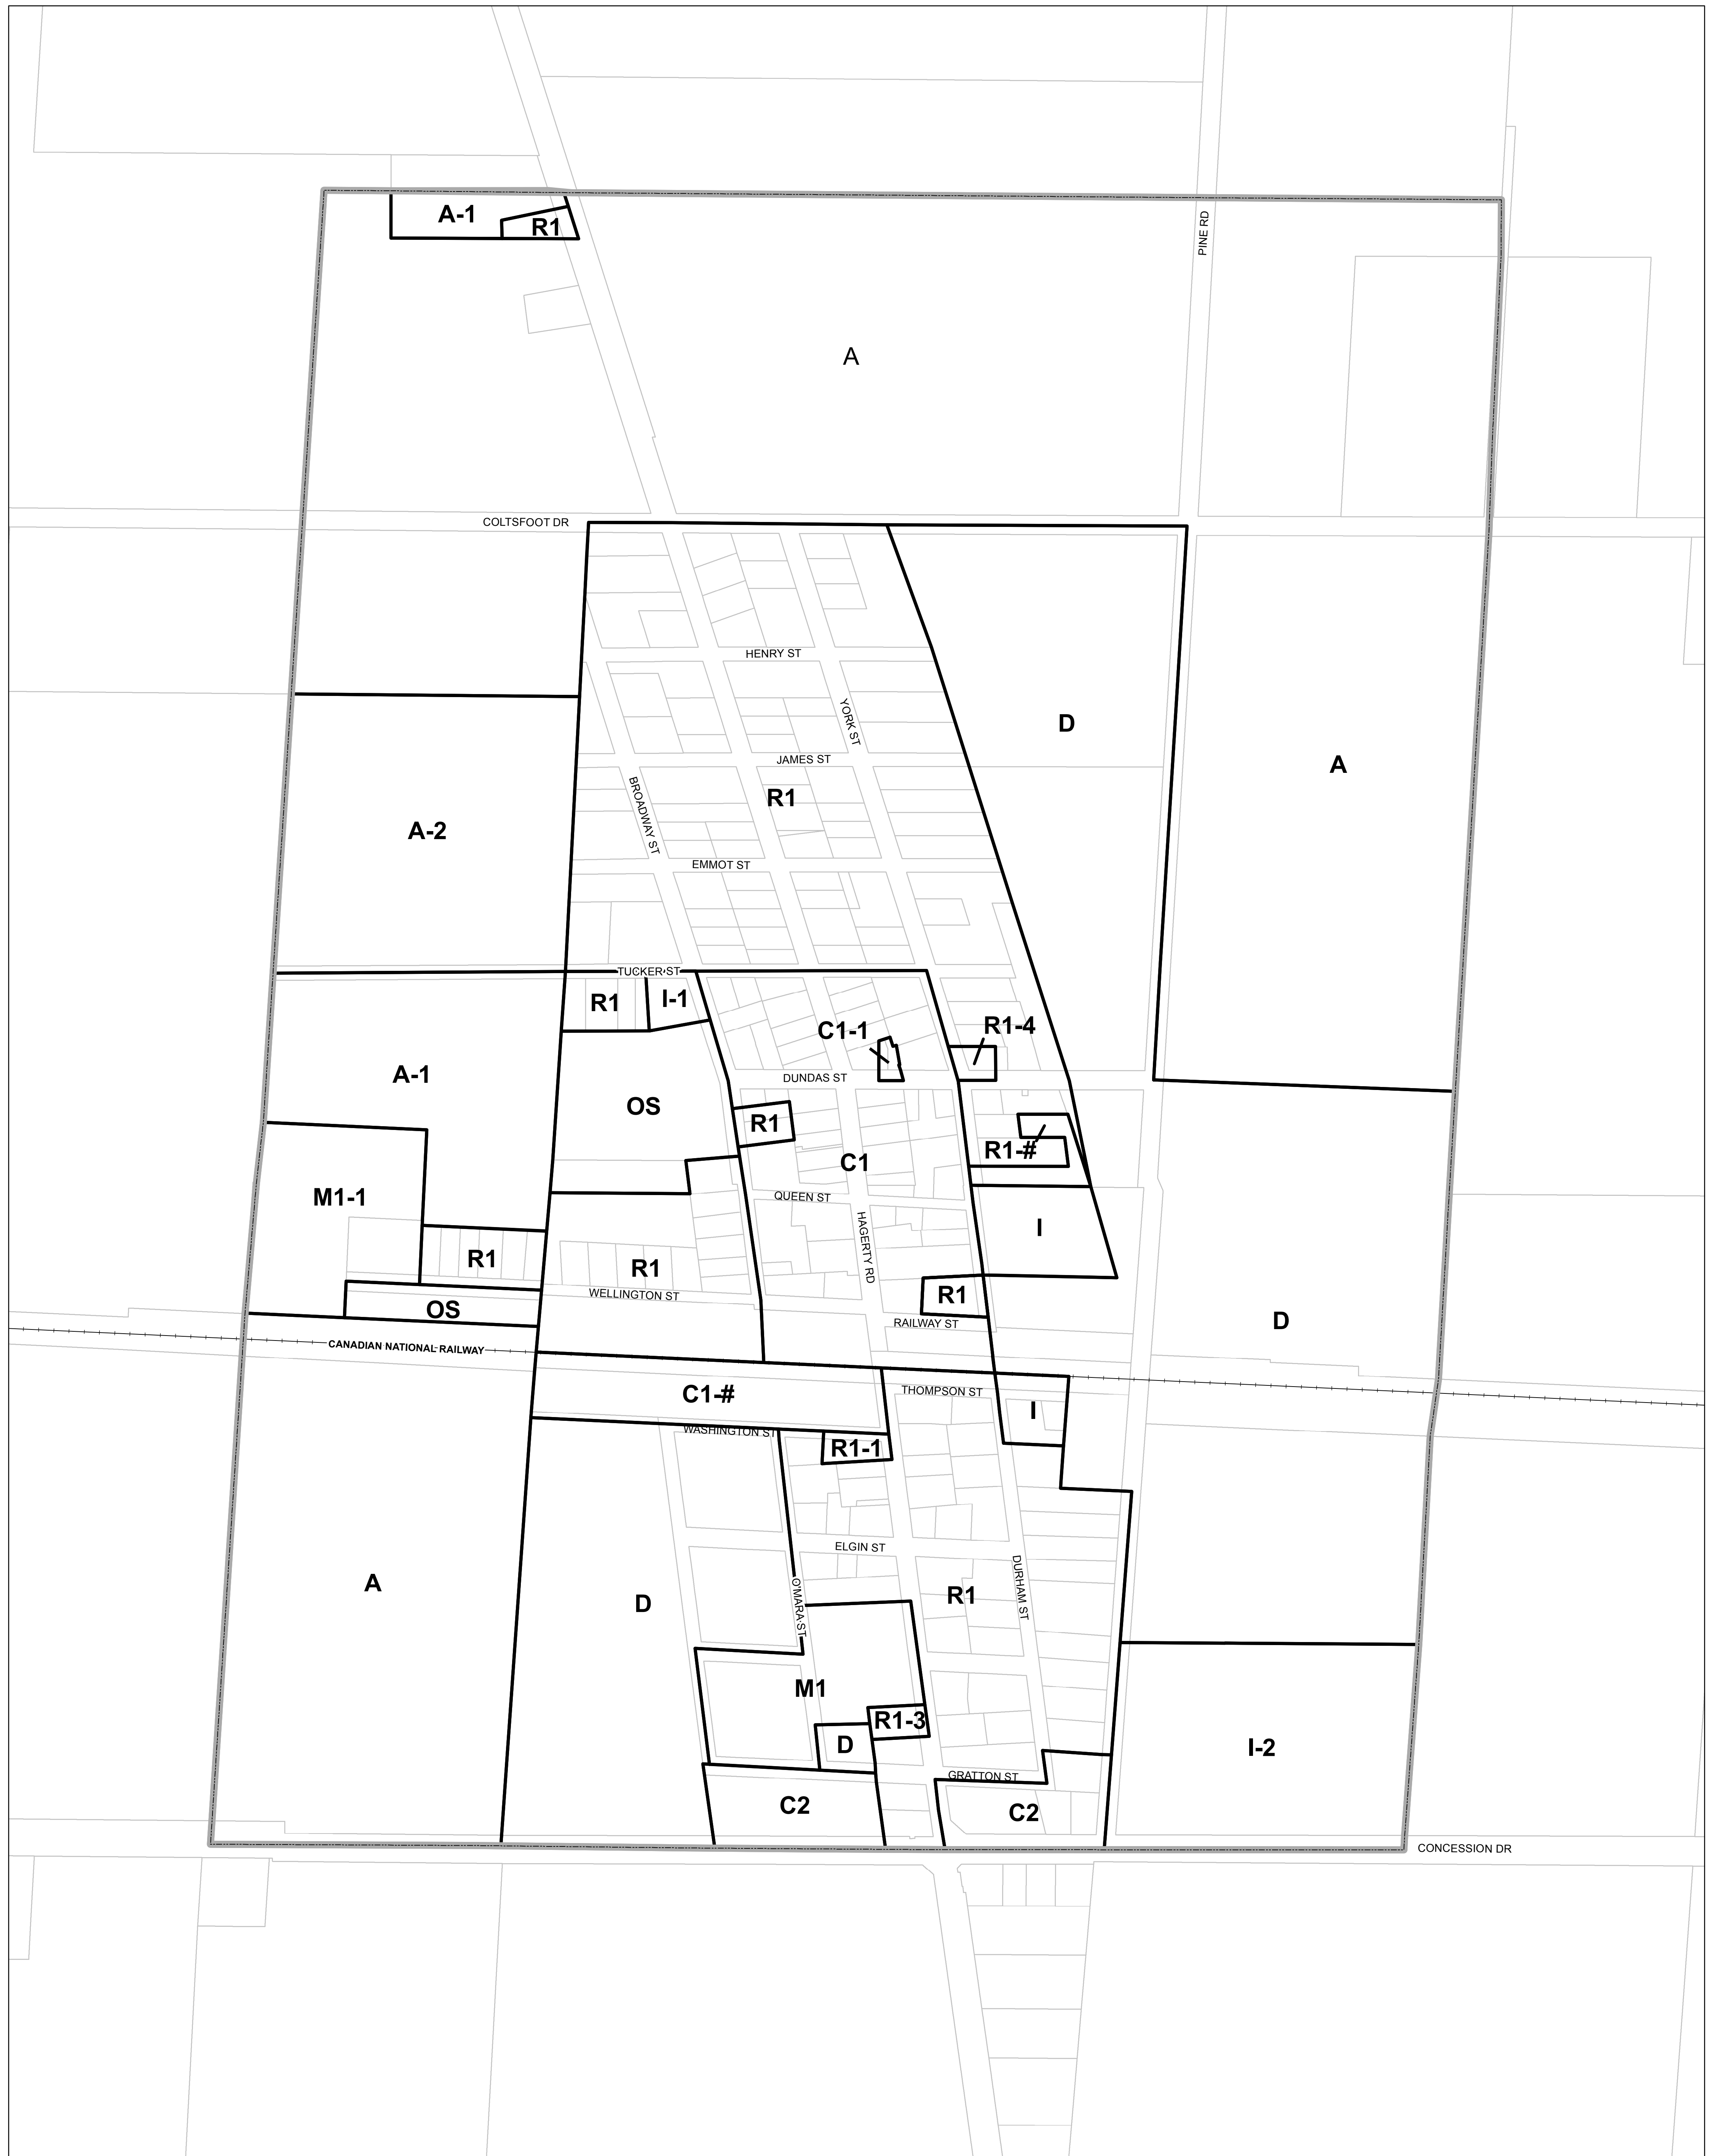 A-1
R1
PINE RD
A
COLTSFOOT DR
HENRY ST
YORK ST
D
JAMES ST
A
BROADWAY ST
R1
A-2
EMMOT ST
TUCKER ST
R1
I-1
C1-1
R1-4
A-1
DUNDAS ST
OS
R1
R1-#
C1
M1-1
QUEEN ST
I
HAGERTY RD
R1
R1
WELLINGTON ST
R1
OS
RAILWAY ST
D
CANADIAN NATIONAL RAILWAY
C1-#
THOMPSON ST
I
WASHINGTON ST
R1-1
ELGIN ST
A
D
O'MARA ST
R1
DURHAM ST
M1
R1-3
D
I-2
GRATTON ST
C2
C2
CONCESSION DR